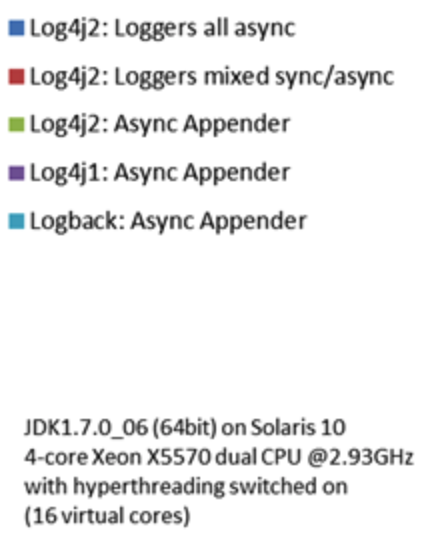 Log4j2: Loggers all async
Log4j2: Loggers mixed sync/async
Log4j2: Async Appender
Log4j1: Async Appender
Logback: Async Appender
JDK1.7.0_06 (64bit) on Solaris 10
4-core Xeon X5570 dual CPU @2.93GHz
with hyperthreading switched on
(16 virtual cores)